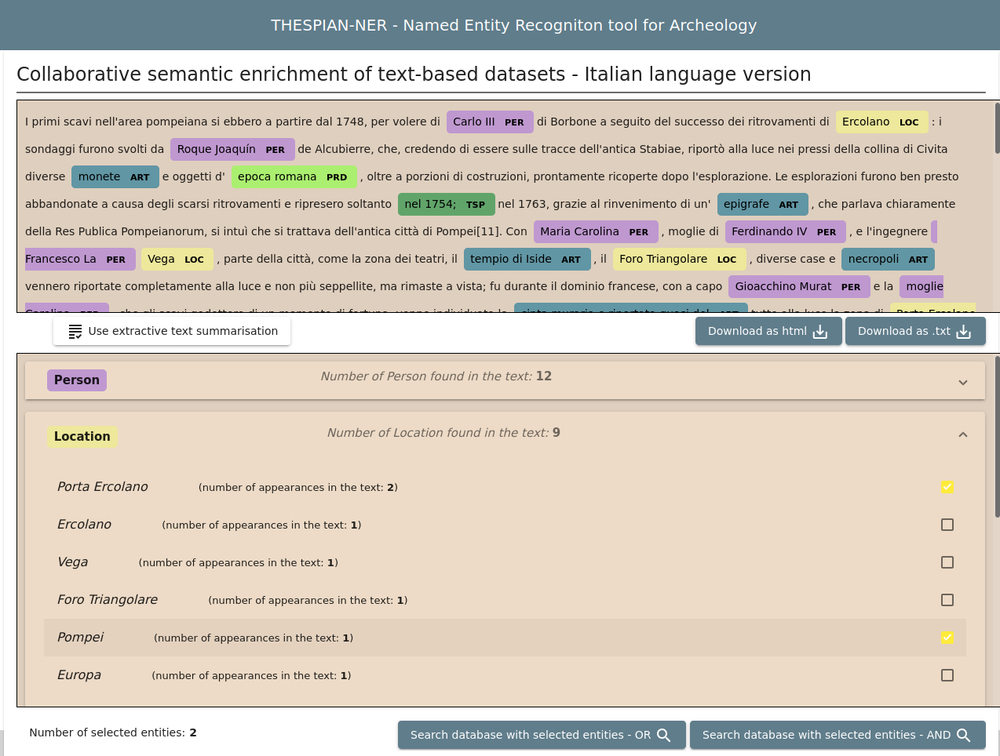 THESPIAN-NER - Named Entity Recogniton tool for Archeology
Collaborative semantic enrichment of text-based datasets - Italian language version
I primi scavi nell'area pompeiana si ebbero a partire dal 1748, per volere di Carlo III PER di Borbone a seguito del successo dei ritrovamenti di Ercolano LOC : i
sondaggi furono svolti da Roque Joaquín PER de Alcubierre, che, credendo di essere sulle tracce dell'antica Stabiae, riportò alla luce nei pressi della collina di Civita
diverse monete ART e oggetti d' epoca romana PRD , oltre a porzioni di costruzioni, prontamente ricoperte dopo l'esplorazione. Le esplorazioni furono ben presto
abbandonate a causa degli scarsi ritrovamenti e ripresero soltanto nel 1754; TSP nel 1763, grazie al rinvenimento di un' epigrafe ART , che parlava chiaramente
della Res Publica Pompeianorum, si intuì che si trattava dell'antica città di Pompei[11]. Con Maria Carolina PER , moglie di Ferdinando IV PER , e l'ingegnere
Francesco La PER Vega LOC , parte della città, come la zona dei teatri, il tempio di Iside ART , il Foro Triangolare LOC , diverse case e necropoli ART
vennero riportate completamente alla luce e non più seppellite, ma rimaste a vista; fu durante il dominio francese, con a capo Gioacchino Murat PER e la moglie
Use extractive text summarisation
Download as html
Download as .txt
Person
Number of Person found in the text: 12
Location
Number of Location found in the text: 9
Porta Ercolano (number of appearances in the text: 2)
Ercolano (number of appearances in the text: 1)
Vega (number of appearances in the text: 1)
Foro Triangolare (number of appearances in the text: 1)
Pompei (number of appearances in the text: 1)
Europa (number of appearances in the text: 1)
Number of selected entities: 2
Search database with selected entities - OR
Search database with selected entities - AND